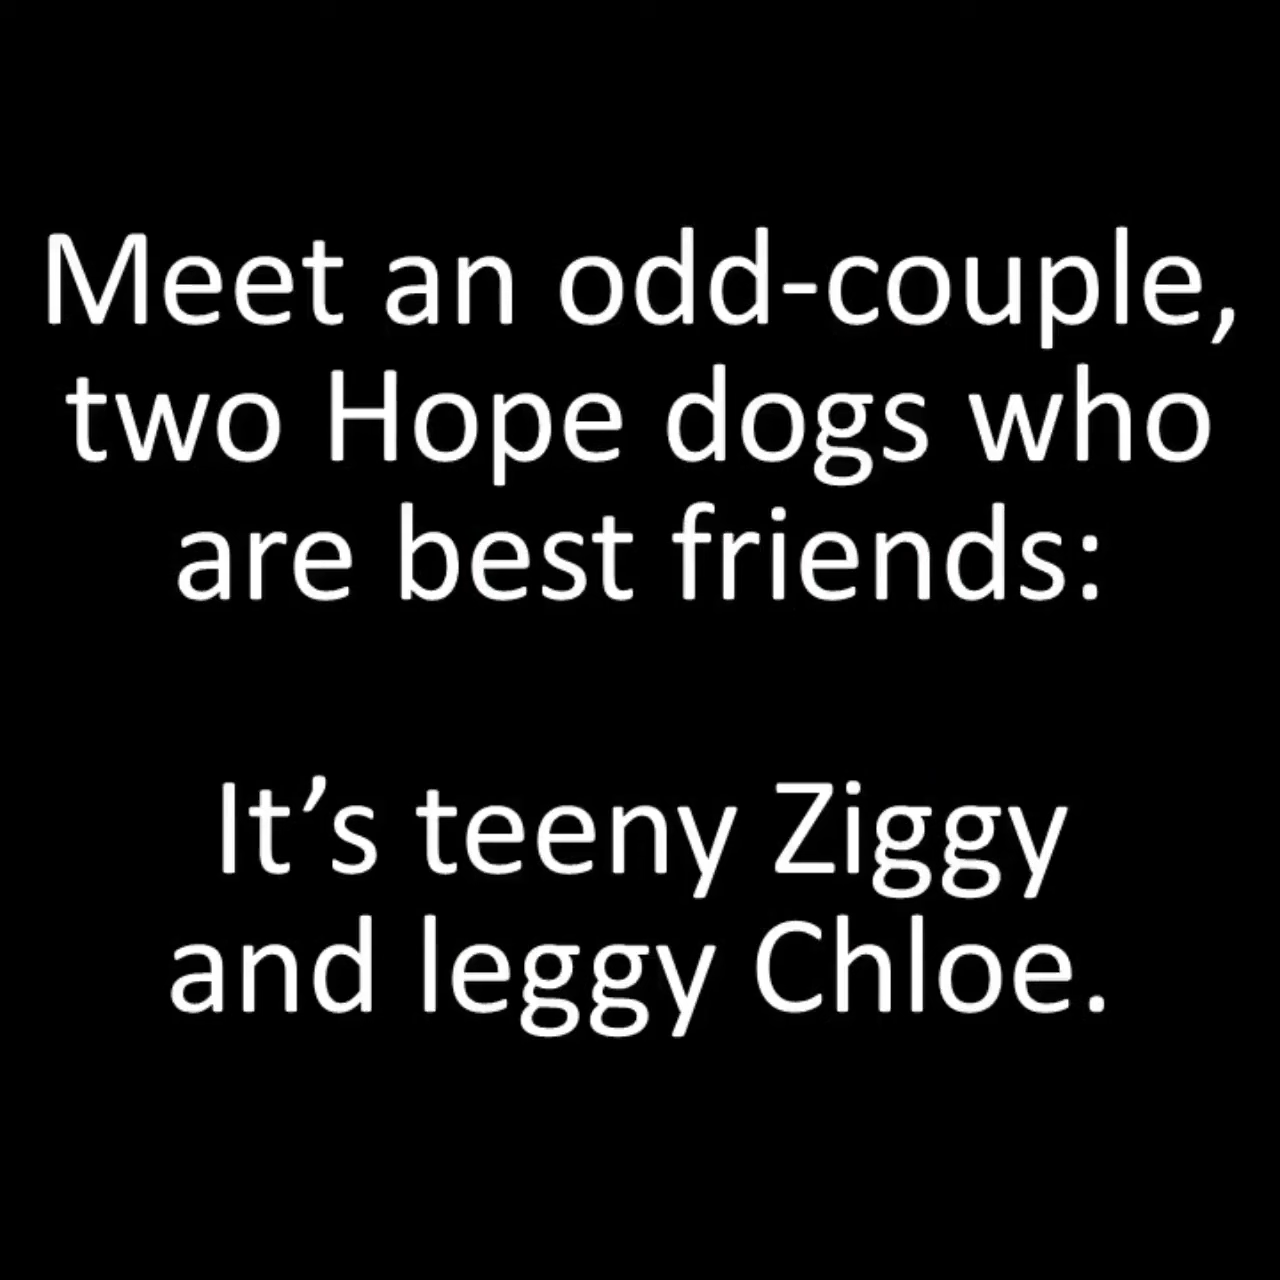 Meet an odd-couple,
two Hope dogs who
are best friends:
It’s teeny Ziggy
and leggy Chloe.